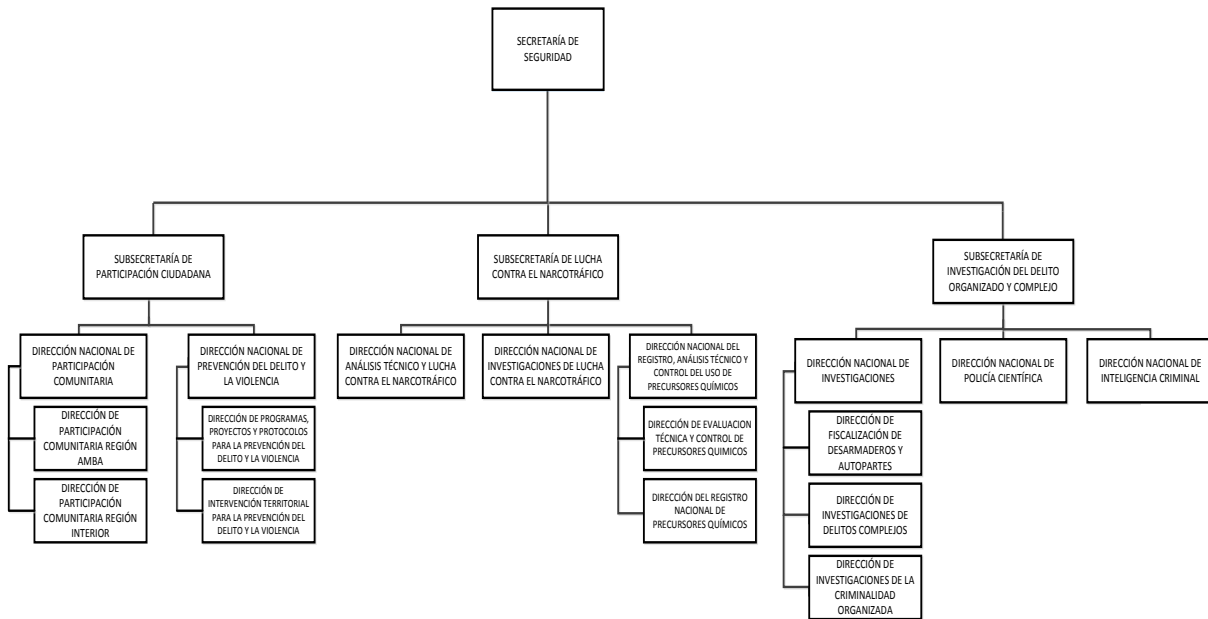 SECRETARÍA DE
SEGURIDAD
SUBSECRETARÍA DE
PARTICIPACIÓN CIUDADANA
SUBSECRETARÍA DE LUCHA
CONTRA EL NARCOTRÁFICO
SUBSECRETARÍA DE
INVESTIGACIÓN DEL DELITO
ORGANIZADO Y COMPLEJO
DIRECCIÓN NACIONAL DE
PARTICIPACIÓN
COMUNITARIA
DIRECCIÓN DE
PARTICIPACIÓN
COMUNITARIA REGIÓN
AMBA
DIRECCIÓN DE
PARTICIPACIÓN
COMUNITARIA REGIÓN
INTERIOR
DIRECCIÓN NACIONAL DE
PREVENCIÓN DEL DELITO Y
LA VIOLENCIA
DIRECCIÓN DE PROGRAMAS,
PROYECTOS Y PROTOCOLOS
PARA LA PREVENCIÓN DEL
DELITO Y LA VIOLENCIA
DIRECCIÓN DE
INTERVENCIÓN TERRITORIAL
PARA LA PREVENCIÓN DEL
DELITO Y LA VIOLENCIA
DIRECCIÓN NACIONAL DE
ANÁLISIS TÉCNICO Y LUCHA
CONTRA EL NARCOTRÁFICO
DIRECCIÓN NACIONAL DE
INVESTIGACIONES DE LUCHA
CONTRA EL NARCOTRÁFICO
DIRECCIÓN NACIONAL DEL
REGISTRO, ANÁLISIS TÉCNICO Y
CONTROL DEL USO DE
PRECURSORES QUÍMICOS
DIRECCIÓN DE EVALUACION
TÉCNICA Y CONTROL DE
PRECURSORES QUIMICOS
DIRECCIÓN DEL REGISTRO
NACIONAL DE
PRECURSORES QUÍMICOS
DIRECCIÓN NACIONAL DE
INVESTIGACIONES
DIRECCIÓN DE
FISCALIZACIÓN DE
DESARMADEROS Y
AUTOPARTES
DIRECCIÓN DE
INVESTIGACIONES DE
DELITOS COMPLEJOS
DIRECCIÓN DE
INVESTIGACIONES DE LA
CRIMINALIDAD
ORGANIZADA
DIRECCIÓN NACIONAL DE
POLICÍA CIENTÍFICA
DIRECCIÓN NACIONAL DE
INTELIGENCIA CRIMINAL